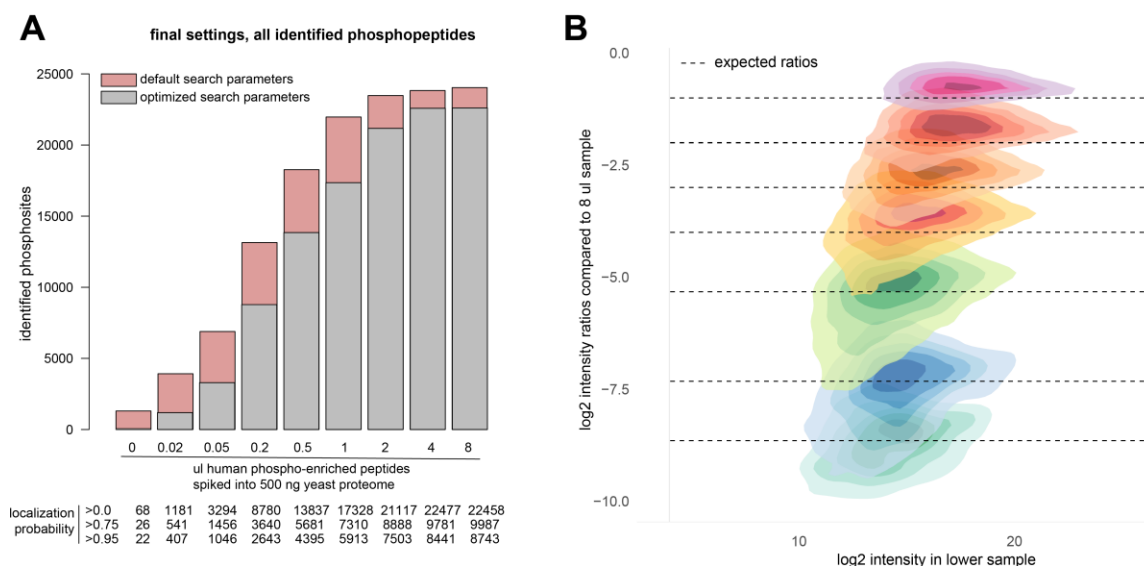 A
final settings, all identified phosphopeptides
25000
20000
15000
10000
5000
0
identified phosphosites
default search parameters
optimized search parameters
0 0.02 0.05 0.2 0.5 1 2 4 8
ul human phospho-enriched peptides
spiked into 500 ng yeast proteome
localization probability
>0.0 68 1181 3294 8780 13837 17328 21117 22477 22458
>0.75 26 541 1456 3640 5681 7310 8888 9781 9987
>0.95 22 407 1046 2643 4395 5913 7503 8441 8743
B
0.0
−2.5
−5.0
−7.5
−10.0
log2 intensity ratios compared to 8 ul sample
expected ratios
10 20
log2 intensity in lower sample